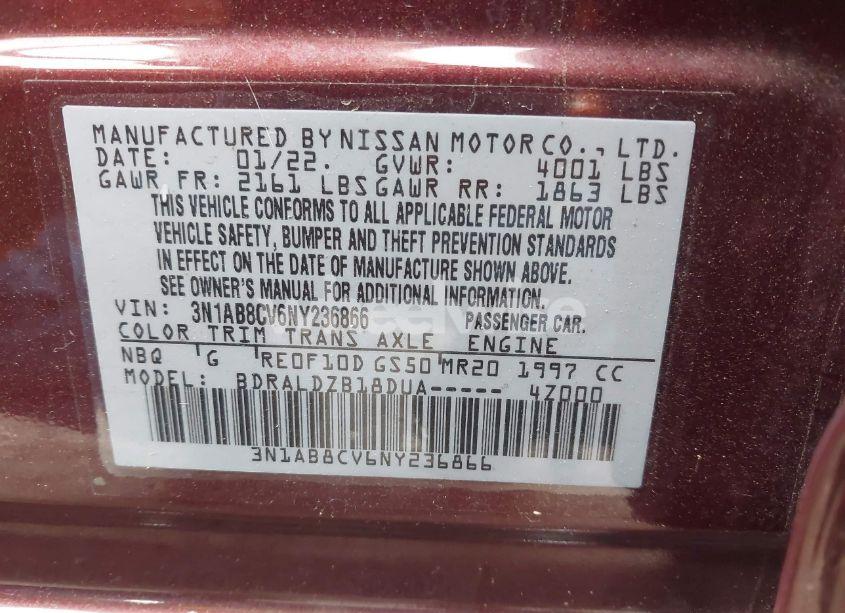 MANUFACTURED BY NISSAN MOTOR CO., LTD.
DATE: 01/22. GVWR: 4001 LBS
GAWR FR: 2161 LBS GAWR RR: 1863 LBS
THIS VEHICLE CONFORMS TO ALL APPLICABLE FEDERAL MOTOR
VEHICLE SAFETY, BUMPER AND THEFT PREVENTION STANDARDS
IN EFFECT ON THE DATE OF MANUFACTURE SHOWN ABOVE.
SEE OWNER'S MANUAL FOR ADDITIONAL INFORMATION.
VIN: 3N1AB8CV6NY236866 PASSENGER CAR.
COLOR TRIM TRANS AXLE ENGINE
NBQ G RE0F10D GS50 MR20 1997 CC
MODEL: BDRALDZB18DUA----- 4Z000
3N1AB8CV6NY236866